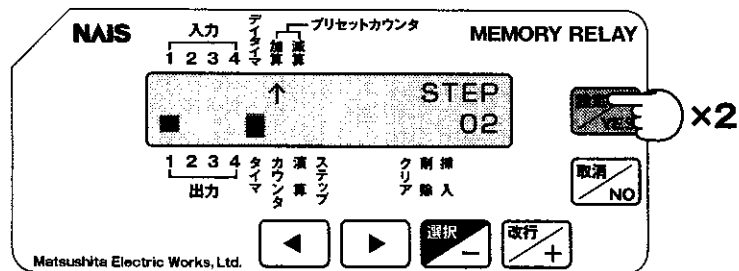 プリセットカウンタ
NAiS 入力 MEMORY RELAY
1 2 3 4 デイタイマ 加算 減算
↑ STEP
02
YES
×2
1 2 3 4 タイマ カウンタ 演算 ステップ クリア 削除 挿入
出力
取消/NO
◀ ▶ 選択/− 改行/+
Matsushita Electric Works, Ltd.